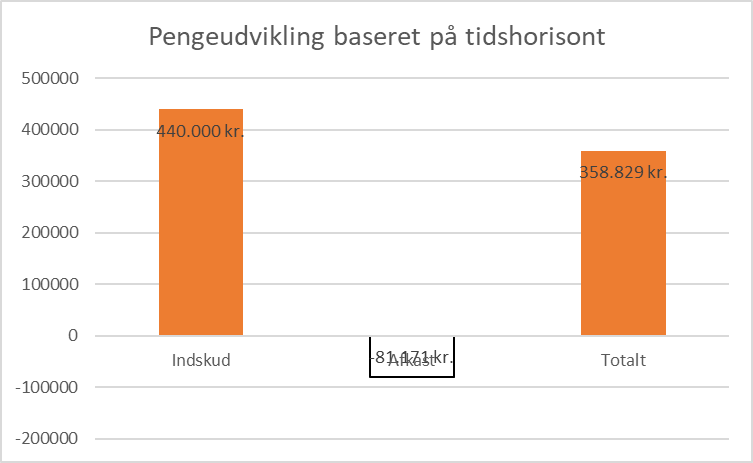 Pengeudvikling baseret på tidshorisont
500000
400000
300000
200000
100000
0
-100000
-200000
440.000 kr.
-81.171 kr.
358.829 kr.
Indskud
Afkast
Totalt